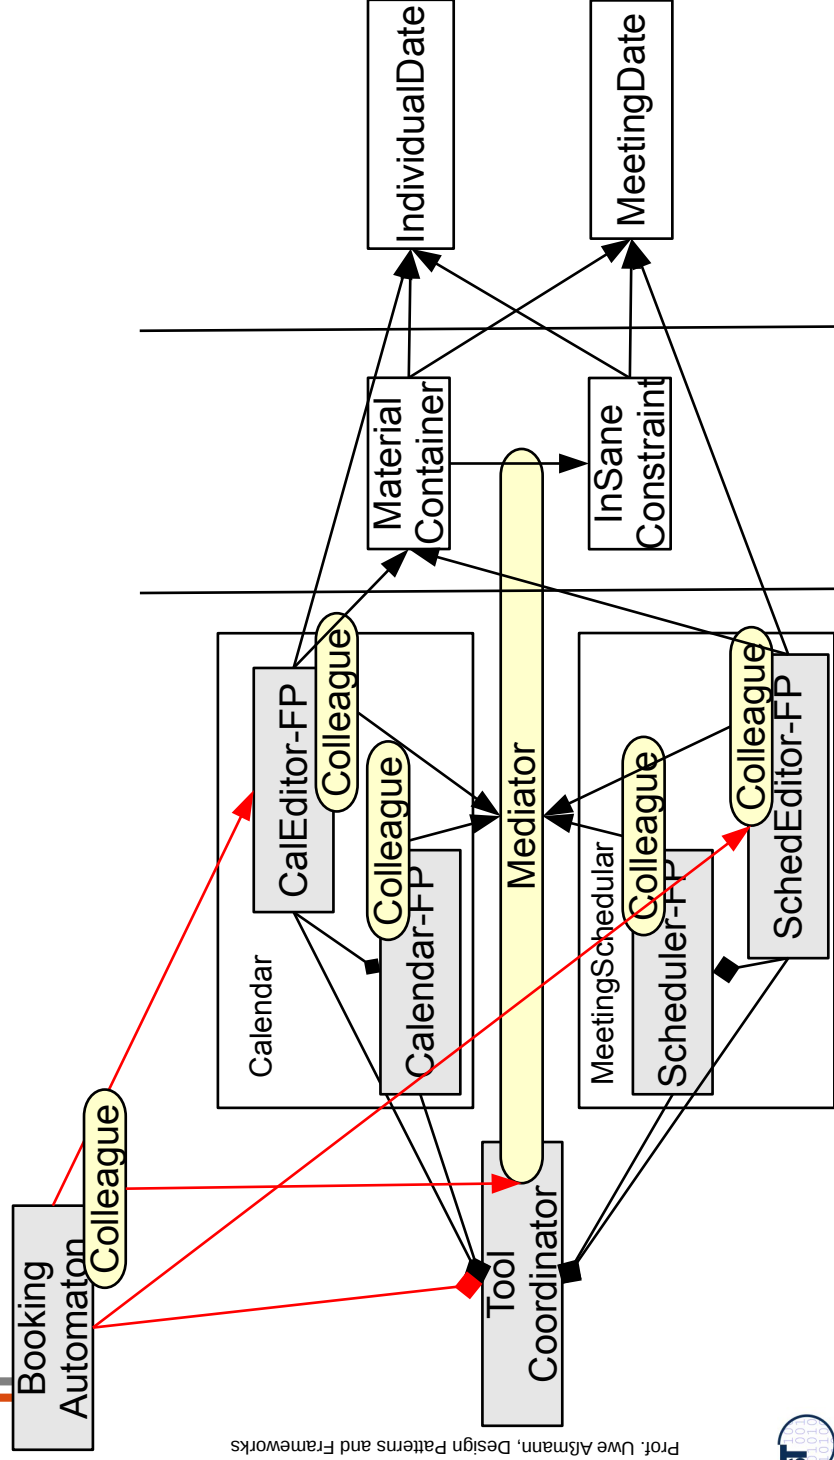 Booking
Automaton
Colleague
Calendar
CalEditor-FP
Colleague
Calendar-FP
Colleague
Tool
Coordinator
Mediator
MeetingSchedular
Scheduler-FP
Colleague
SchedEditor-FP
Colleague
Material
Container
InSane
Constraint
IndividualDate
MeetingDate
Prof. Uwe Aßmann, Design Patterns and Frameworks